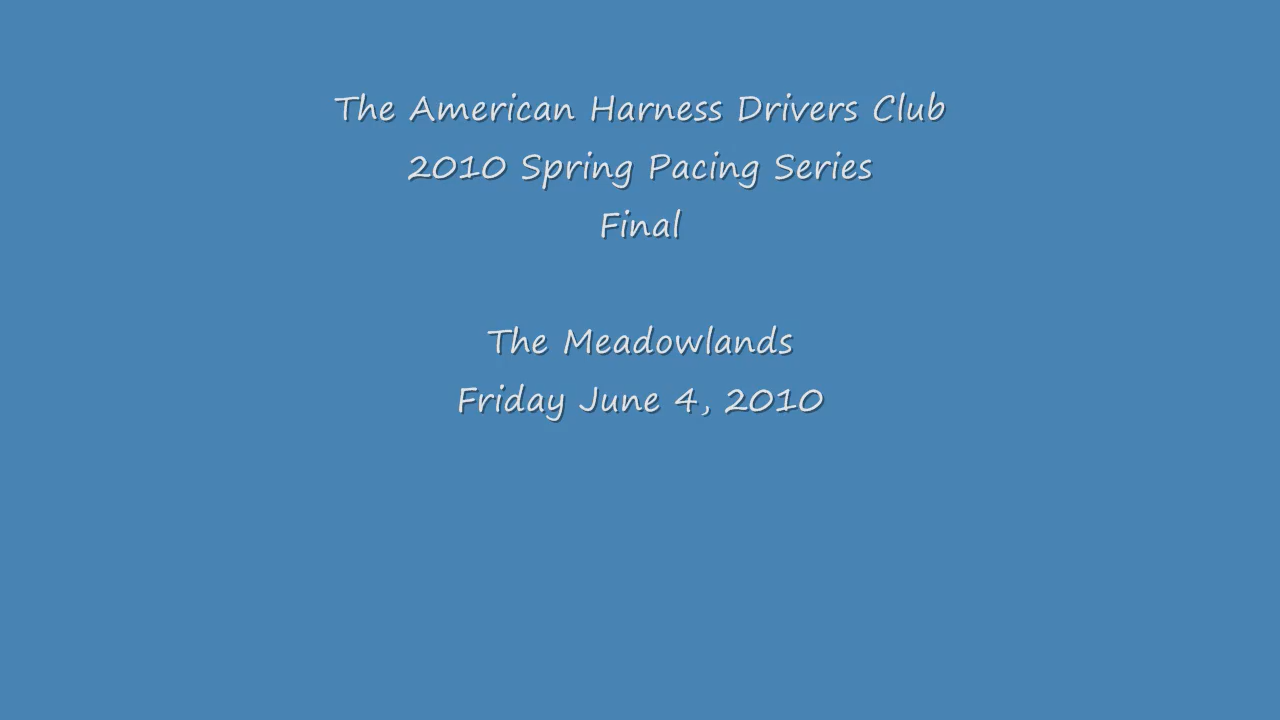 The American Harness Drivers Club
2010 Spring Pacing Series
Final
The Meadowlands
Friday June 4, 2010